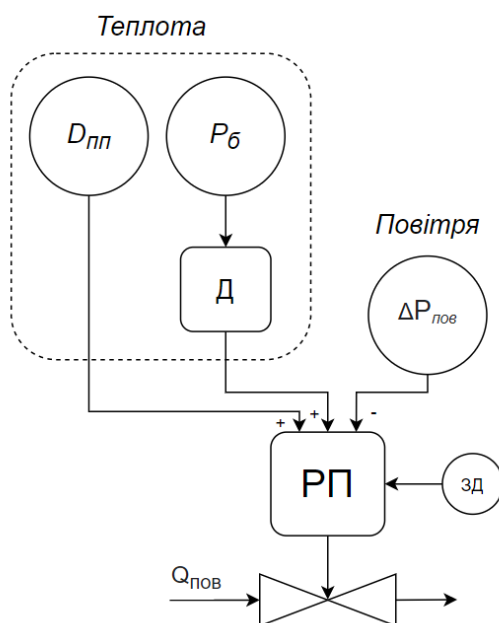 Теплота
Dпп
Pб
Д
Повітря
ΔPпов
+
+
-
РП
ЗД
Qпов